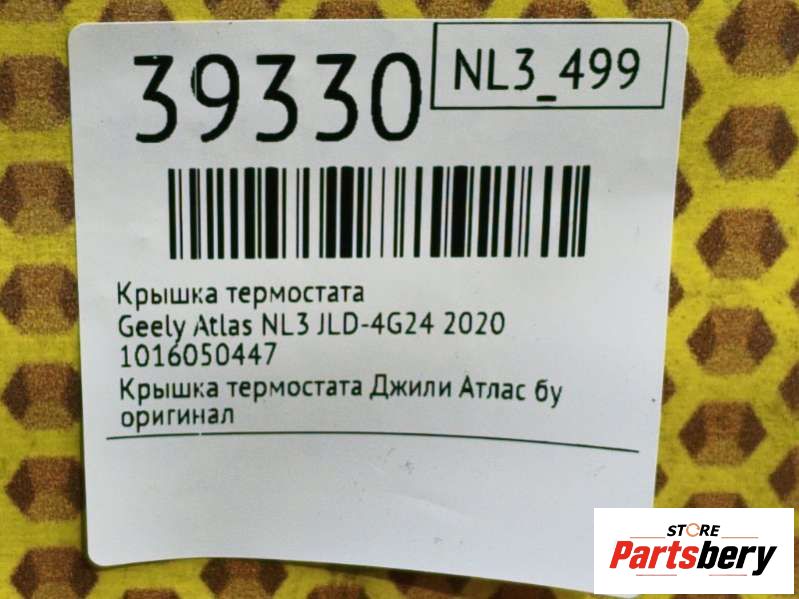 39330
NL3_499
Крышка термостата
Geely Atlas NL3 JLD-4G24 2020
1016050447
Крышка термостата Джили Атлас бу
оригинал
STORE
Partsbery